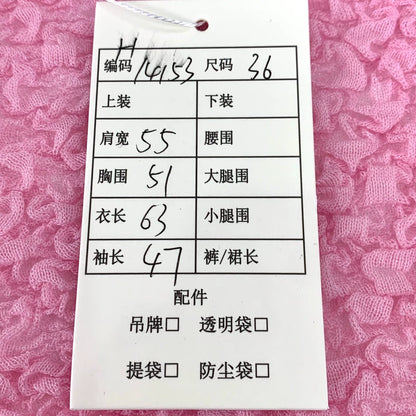 H
编码 14153 尺码 36
上装 下装
肩宽 55 腰围
胸围 51 大腿围
衣长 63 小腿围
袖长 47 裤/裙长
配件
吊牌□ 透明袋□
提袋□ 防尘袋□